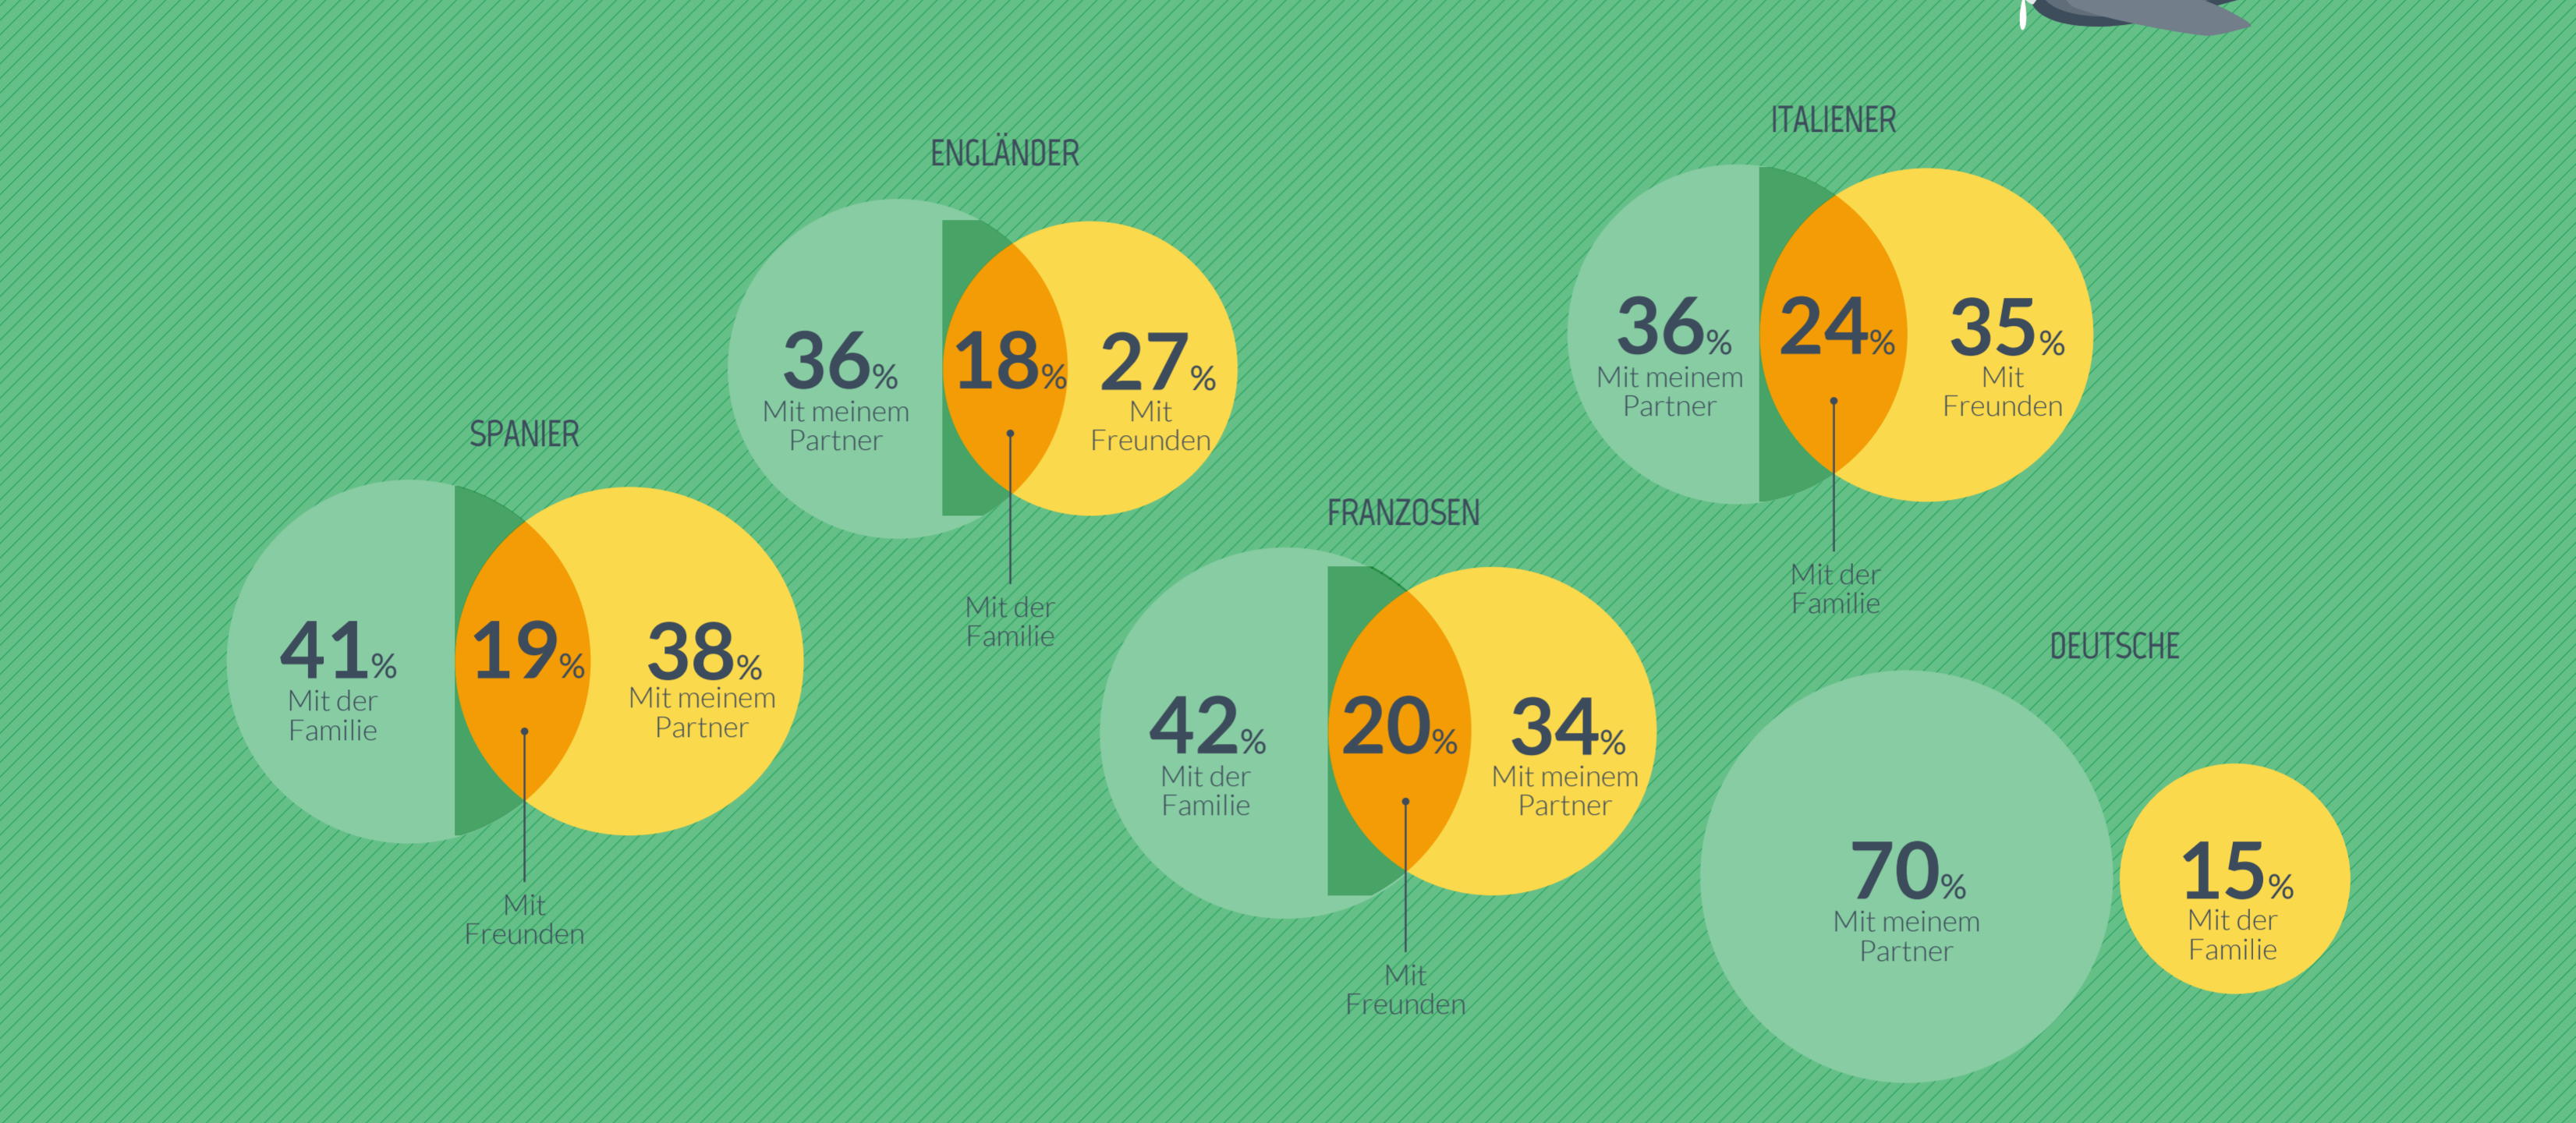 ENGLÄNDER
36%
Mit meinem
Partner
18%
27%
Mit
Freunden
Mit der
Familie
ITALIENER
36%
Mit meinem
Partner
24%
35%
Mit
Freunden
Mit der
Familie
SPANIER
41%
Mit der
Familie
19%
38%
Mit meinem
Partner
Mit
Freunden
FRANZOSEN
42%
Mit der
Familie
20%
34%
Mit meinem
Partner
Mit
Freunden
DEUTSCHE
70%
Mit meinem
Partner
15%
Mit der
Familie